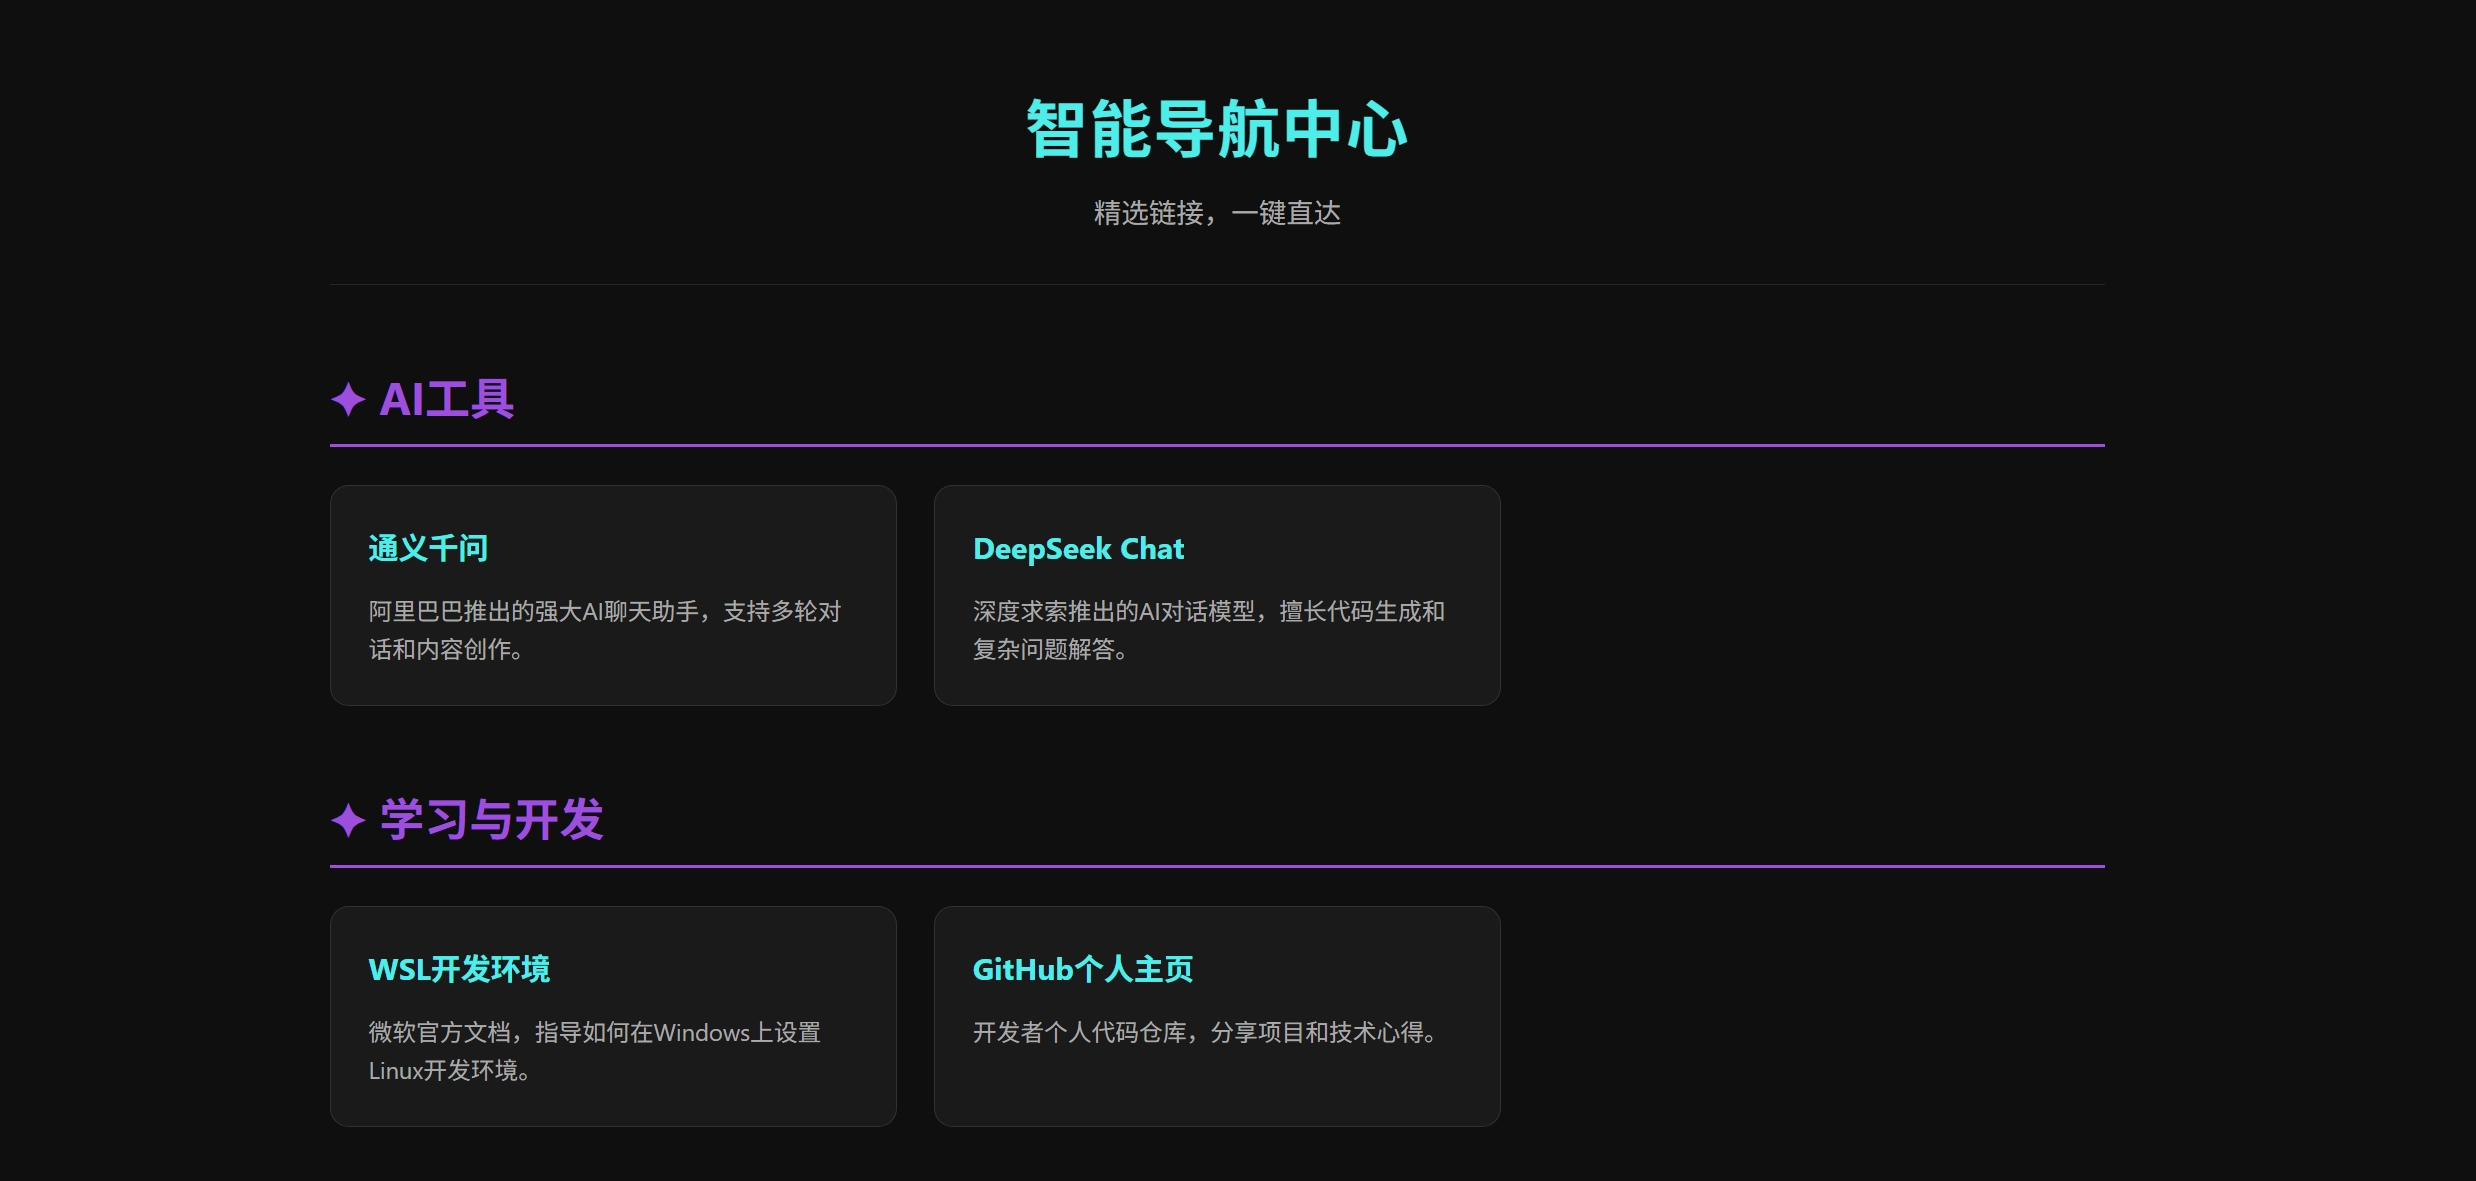 智能导航中心
精选链接，一键直达
✦ AI工具
通义千问
阿里巴巴推出的强大AI聊天助手，支持多轮对
话和内容创作。
DeepSeek Chat
深度求索推出的AI对话模型，擅长代码生成和
复杂问题解答。
✦ 学习与开发
WSL开发环境
微软官方文档，指导如何在Windows上设置
Linux开发环境。
GitHub个人主页
开发者个人代码仓库，分享项目和技术心得。